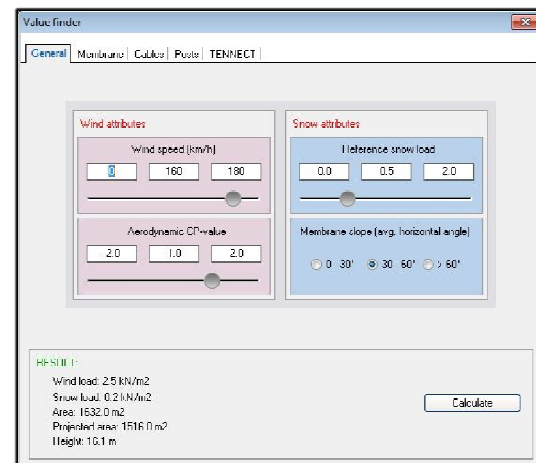 Value finder
General Membrane Cables Posts TENNECT
Wind attributes
Wind speed (km/h)
0 160 180
Aerodynamic CP-value
2.0 1.0 2.0
Snow attributes
Reference snow load
0.0 0.5 2.0
Membrane slope (avg. horizontal angle)
0 30° 30 60° > 60°
RESULT:
Wind load: 2.5 kN/m2
Snow load: 0.2 kN/m2
Area: 1632.0 m2
Projected area: 1516.0 m2
Height: 16.1 m
Calculate